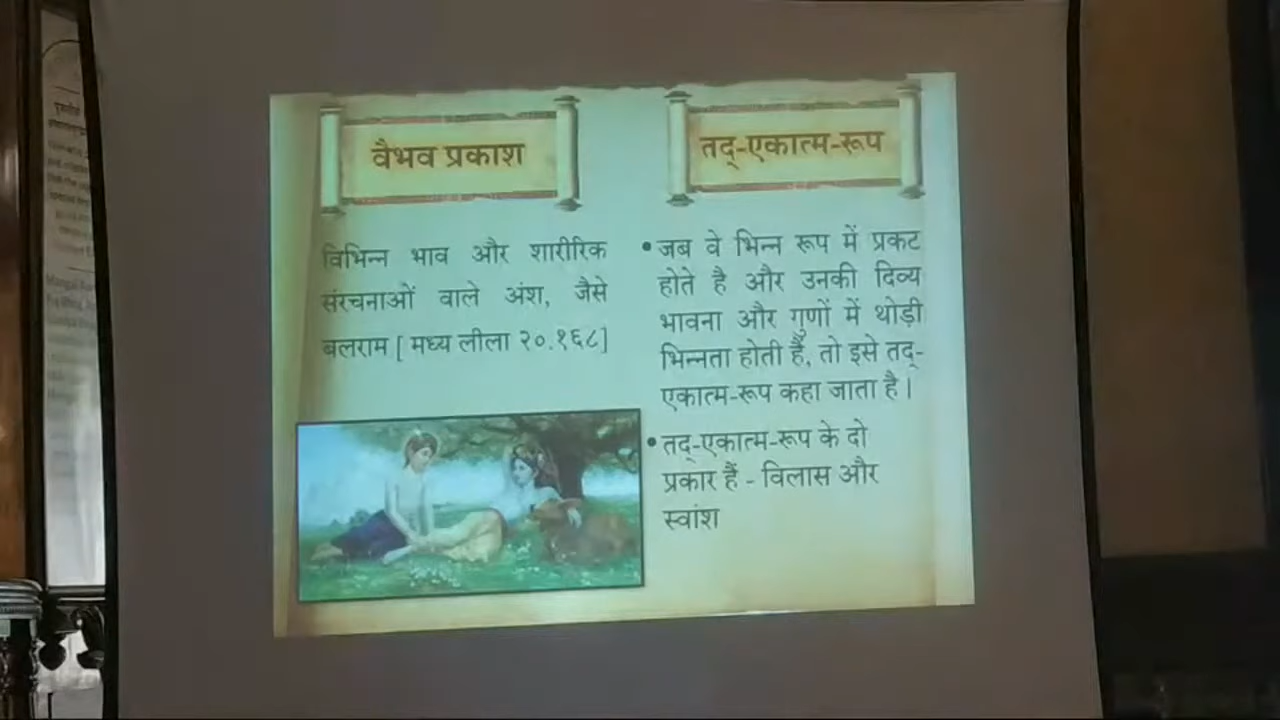 वैभव प्रकाश
विभिन्न भाव और शारीरिक
संरचनाओं वाले अंश, जैसे
बलराम [ मध्य लीला २०.१६८]
तद्-एकात्म-रूप
•जब वे भिन्न रूप में प्रकट
होते है और उनकी दिव्य
भावना और गुणों में थोड़ी
भिन्नता होती हैं, तो इसे तद्-
एकात्म-रूप कहा जाता है ।
•तद्-एकात्म-रूप के दो
प्रकार हैं - विलास और
स्वांश